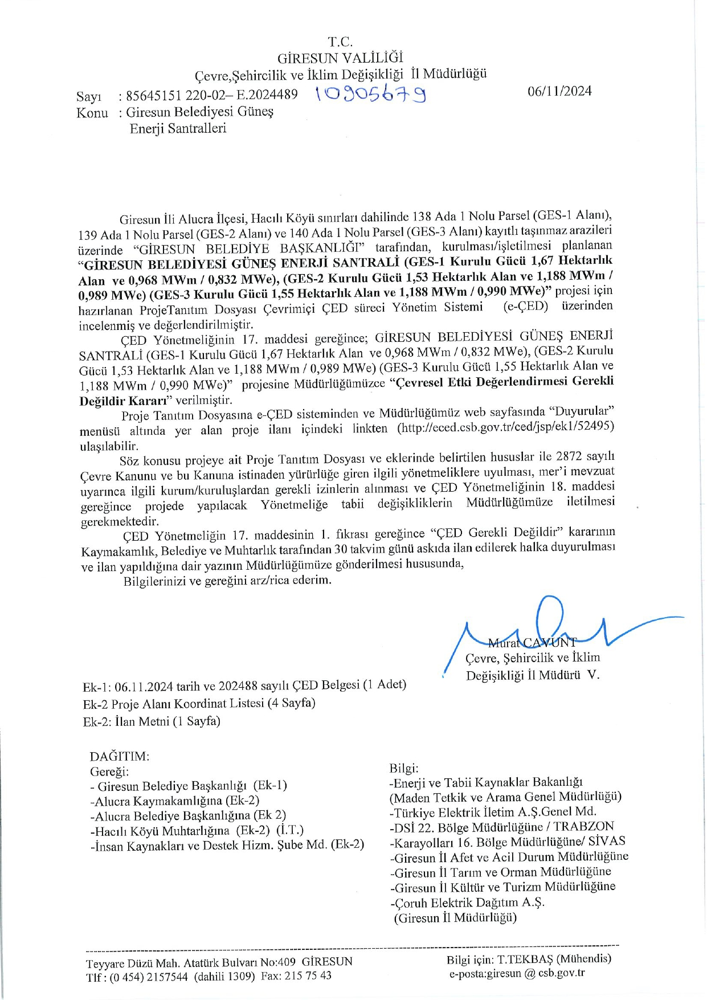 T.C.
GİRESUN VALİLİĞİ
Çevre,Şehircilik ve İklim Değişikliği İl Müdürlüğü
Sayı : 85645151 220-02– E.2024489 10905679 06/11/2024
Konu : Giresun Belediyesi Güneş
Enerji Santralleri
Giresun İli Alucra İlçesi, Hacılı Köyü sınırları dahilinde 138 Ada 1 Nolu Parsel (GES-1 Alanı),
139 Ada 1 Nolu Parsel (GES-2 Alanı) ve 140 Ada 1 Nolu Parsel (GES-3 Alanı) kayıtlı taşınmaz arazileri
üzerinde “GİRESUN BELEDİYE BAŞKANLIĞI” tarafından, kurulması/işletilmesi planlanan
“GİRESUN BELEDİYESİ GÜNEŞ ENERJİ SANTRALİ (GES-1 Kurulu Gücü 1,67 Hektarlık
Alan ve 0,968 MWm / 0,832 MWe), (GES-2 Kurulu Gücü 1,53 Hektarlık Alan ve 1,188 MWm /
0,989 MWe) (GES-3 Kurulu Gücü 1,55 Hektarlık Alan ve 1,188 MWm / 0,990 MWe)” projesi için
hazırlanan ProjeTanıtım Dosyası Çevrimiçi ÇED süreci Yönetim Sistemi (e-ÇED) üzerinden
incelenmiş ve değerlendirilmiştir.
ÇED Yönetmeliğinin 17. maddesi gereğince; GİRESUN BELEDİYESİ GÜNEŞ ENERJİ
SANTRALİ (GES-1 Kurulu Gücü 1,67 Hektarlık Alan ve 0,968 MWm / 0,832 MWe), (GES-2 Kurulu
Gücü 1,53 Hektarlık Alan ve 1,188 MWm / 0,989 MWe) (GES-3 Kurulu Gücü 1,55 Hektarlık Alan ve
1,188 MWm / 0,990 MWe)” projesine Müdürlüğümüzce “Çevresel Etki Değerlendirmesi Gerekli
Değildir Kararı” verilmiştir.
Proje Tanıtım Dosyasına e-ÇED sisteminden ve Müdürlüğümüz web sayfasında “Duyurular”
menüsü altında yer alan proje ilanı içindeki linkten (http://eced.csb.gov.tr/ced/jsp/ek1/52495)
ulaşılabilir.
Söz konusu projeye ait Proje Tanıtım Dosyası ve eklerinde belirtilen hususlar ile 2872 sayılı
Çevre Kanunu ve bu Kanuna istinaden yürürlüğe giren ilgili yönetmeliklere uyulması, mer’i mevzuat
uyarınca ilgili kurum/kuruluşlardan gerekli izinlerin alınması ve ÇED Yönetmeliğinin 18. maddesi
gereğince projede yapılacak Yönetmeliğe tabii değişikliklerin Müdürlüğümüze iletilmesi
gerekmektedir.
ÇED Yönetmeliğin 17. maddesinin 1. fıkrası gereğince “ÇED Gerekli Değildir” kararının
Kaymakamlık, Belediye ve Muhtarlık tarafından 30 takvim günü askıda ilan edilerek halka duyurulması
ve ilan yapıldığına dair yazının Müdürlüğümüze gönderilmesi hususunda,
Bilgilerinizi ve gereğini arz/rica ederim.
Murat CAVUNT
Çevre, Şehircilik ve İklim
Değişikliği İl Müdürü V.
Ek-1: 06.11.2024 tarih ve 202488 sayılı ÇED Belgesi (1 Adet)
Ek-2 Proje Alanı Koordinat Listesi (4 Sayfa)
Ek-2: İlan Metni (1 Sayfa)
DAĞITIM:
Gereği:
- Giresun Belediye Başkanlığı (Ek-1)
-Alucra Kaymakamlığına (Ek-2)
-Alucra Belediye Başkanlığına (Ek 2)
-Hacılı Köyü Muhtarlığına (Ek-2) (İ.T.)
-İnsan Kaynakları ve Destek Hizm. Şube Md. (Ek-2)
Bilgi:
-Enerji ve Tabii Kaynaklar Bakanlığı
(Maden Tetkik ve Arama Genel Müdürlüğü)
-Türkiye Elektrik İletim A.Ş.Genel Md.
-DSİ 22. Bölge Müdürlüğüne / TRABZON
-Karayolları 16. Bölge Müdürlüğüne/ SİVAS
-Giresun İl Afet ve Acil Durum Müdürlüğüne
-Giresun İl Tarım ve Orman Müdürlüğüne
-Giresun İl Kültür ve Turizm Müdürlüğüne
-Çoruh Elektrik Dağıtım A.Ş.
(Giresun İl Müdürlüğü)
Teyyare Düzü Mah. Atatürk Bulvarı No:409 GİRESUN
Tlf : (0 454) 2157544 (dahili 1309) Fax: 215 75 43
Bilgi için: T.TEKBAŞ (Mühendis)
e-posta:giresun @ csb.gov.tr